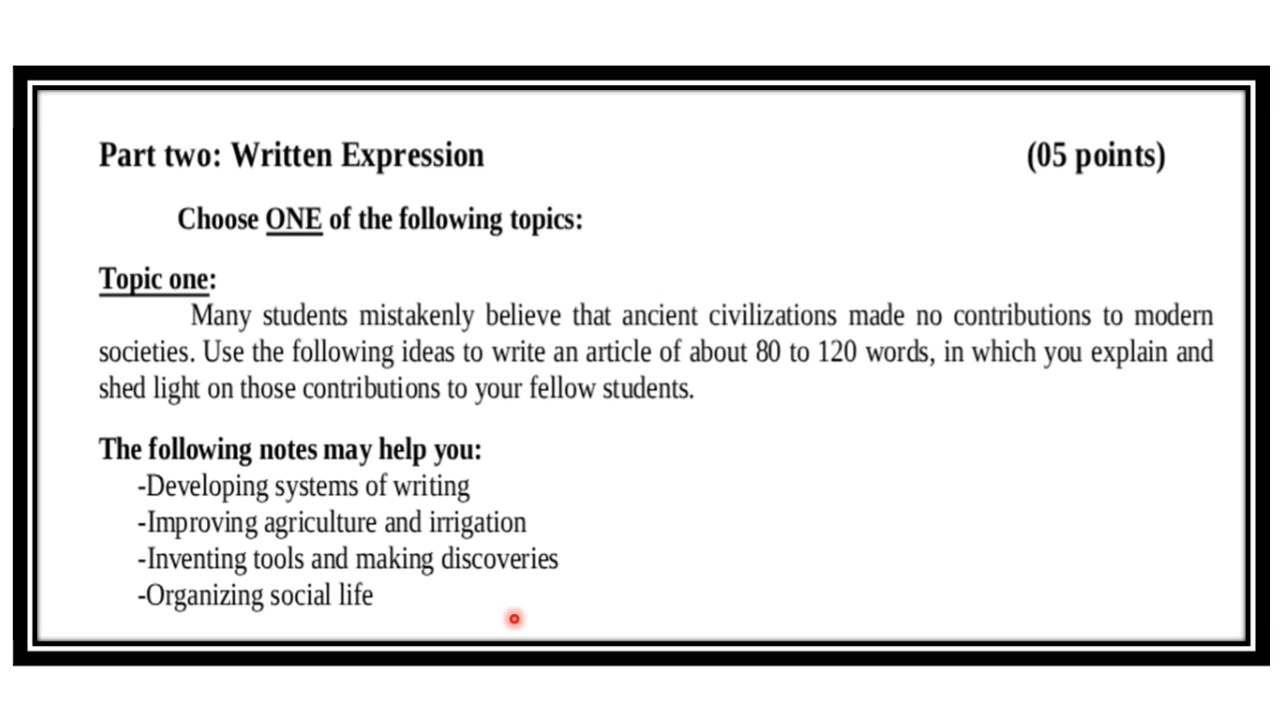 Part two: Written Expression (05 points)
Choose ONE of the following topics:
Topic one:
Many students mistakenly believe that ancient civilizations made no contributions to modern
societies. Use the following ideas to write an article of about 80 to 120 words, in which you explain and
shed light on those contributions to your fellow students.
The following notes may help you:
-Developing systems of writing
-Improving agriculture and irrigation
-Inventing tools and making discoveries
-Organizing social life